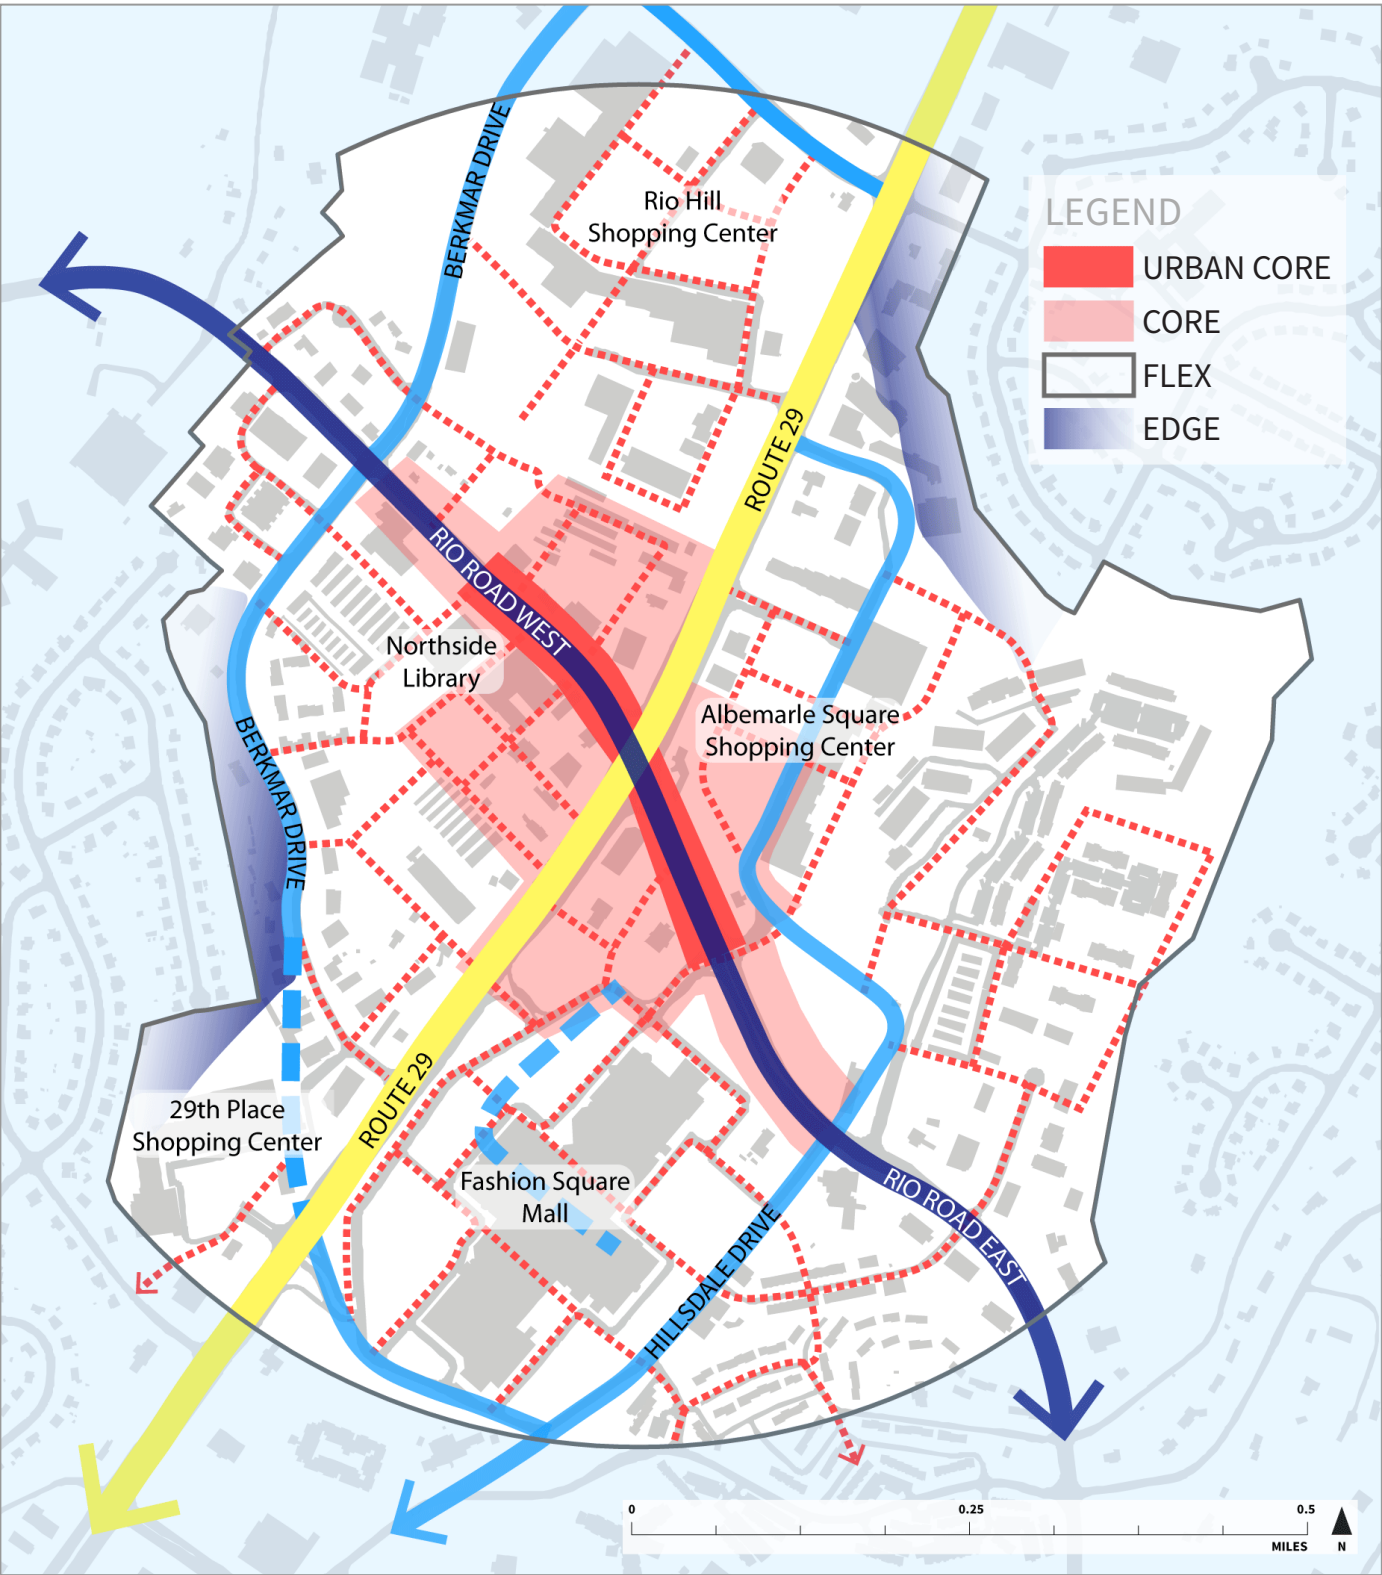 BERKMAR DRIVE
Rio Hill
Shopping Center
LEGEND
URBAN CORE
CORE
FLEX
EDGE
ROUTE 29
RIO ROAD WEST
Northside
Library
Albemarle Square
Shopping Center
BERKMAR DRIVE
ROUTE 29
29th Place
Shopping Center
Fashion Square
Mall
RIO ROAD EAST
HILLSDALE DRIVE
0 0.25 0.5
MILES N